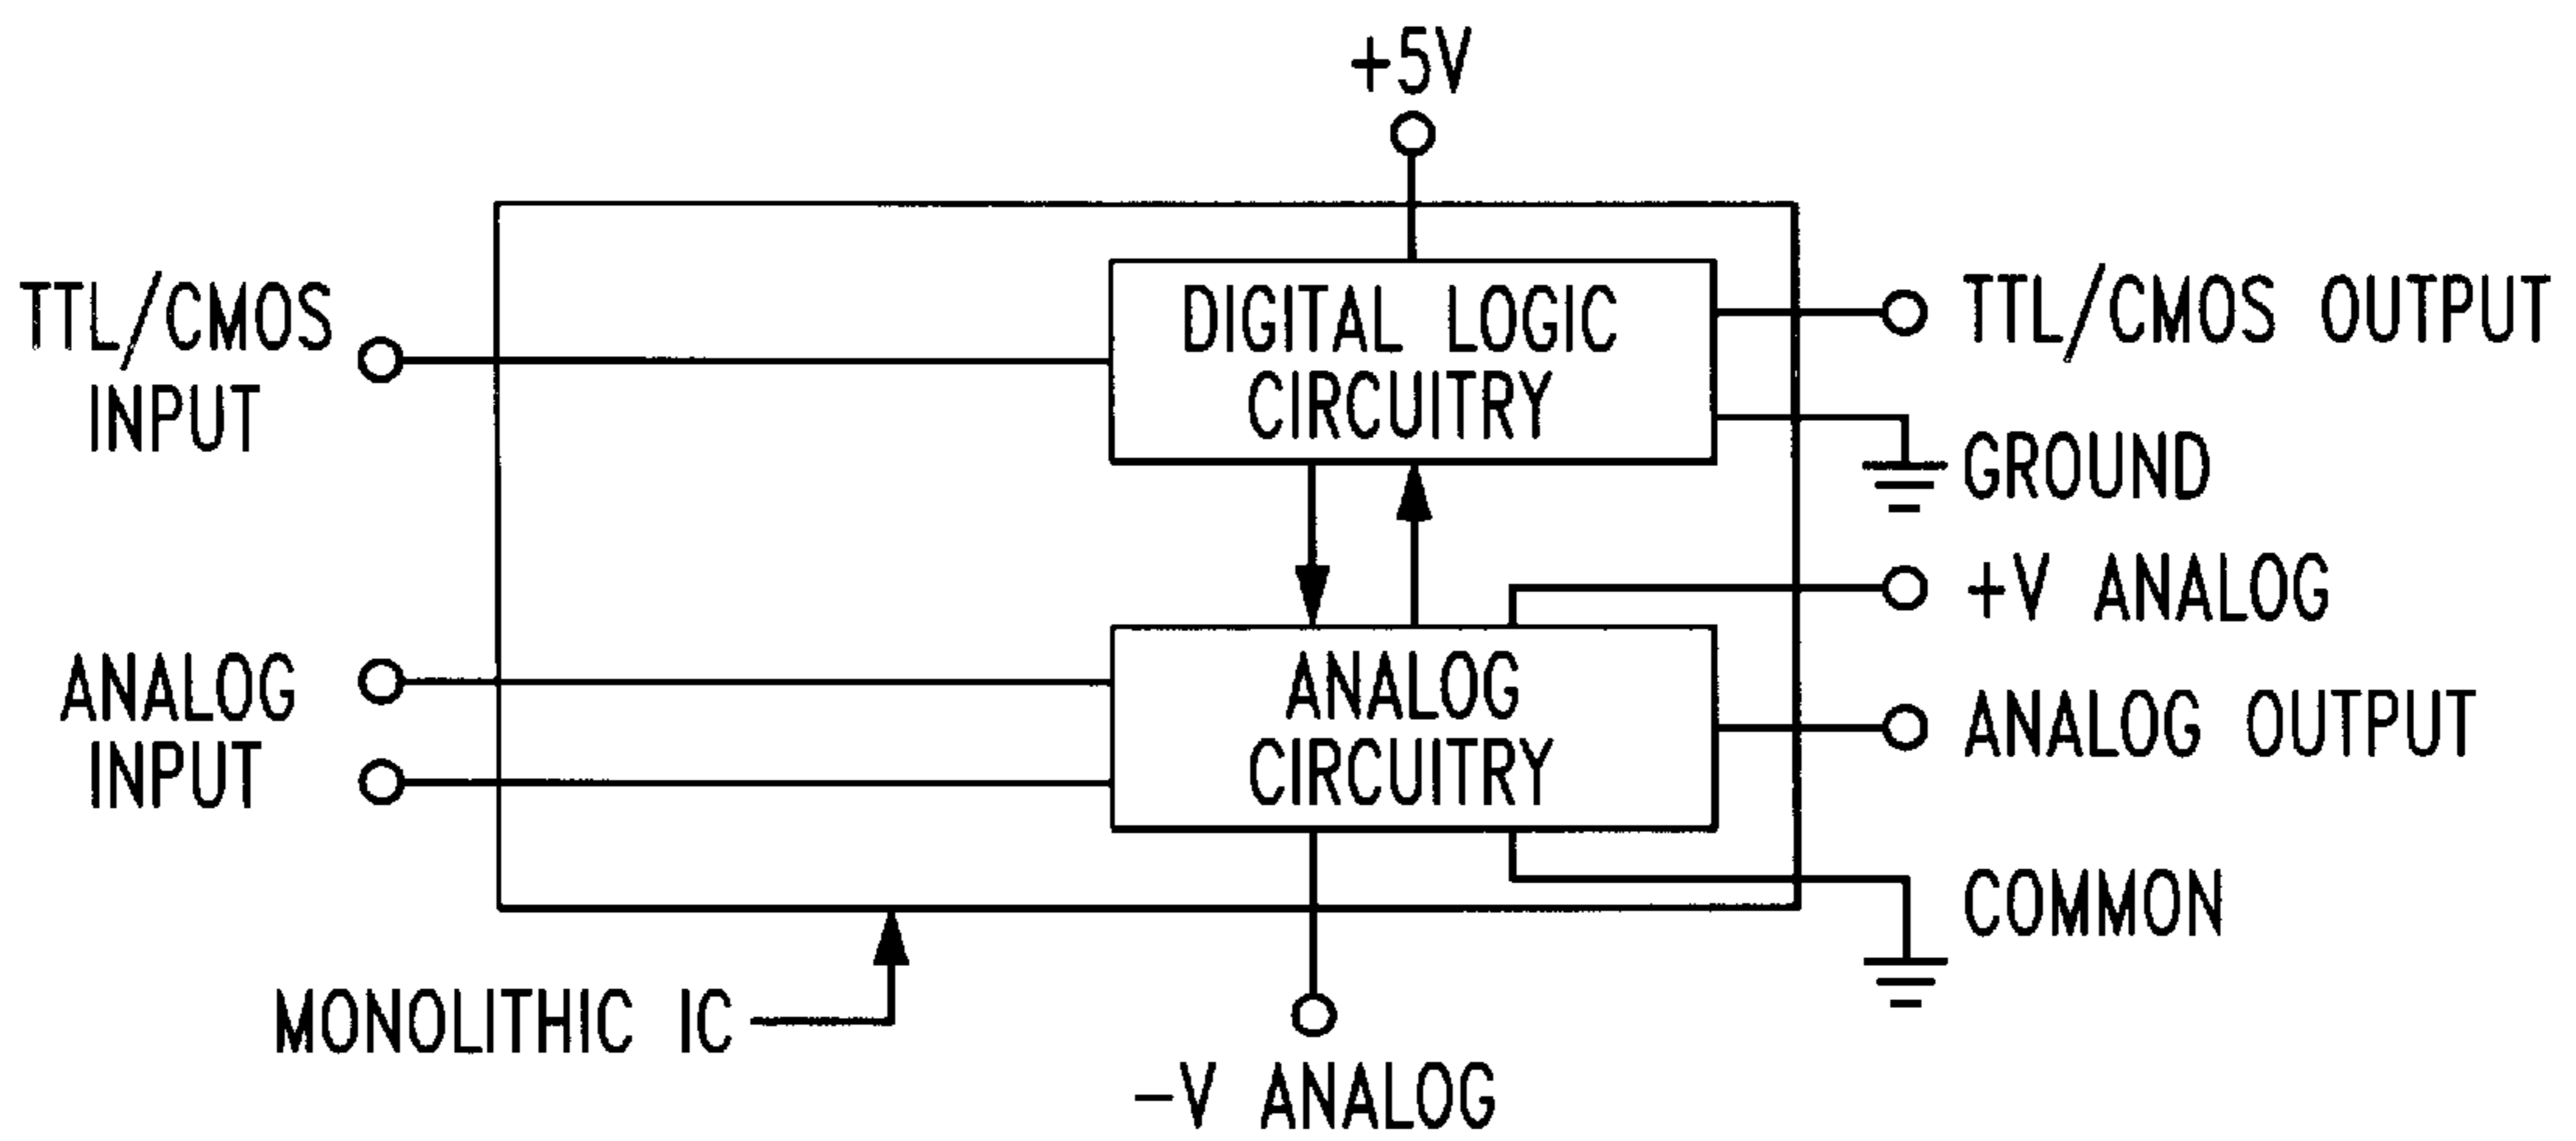 +5V
TTL/CMOS
INPUT
DIGITAL LOGIC
CIRCUITRY
TTL/CMOS OUTPUT
GROUND
+V ANALOG
ANALOG
INPUT
ANALOG
CIRCUITRY
ANALOG OUTPUT
COMMON
MONOLITHIC IC
-V ANALOG